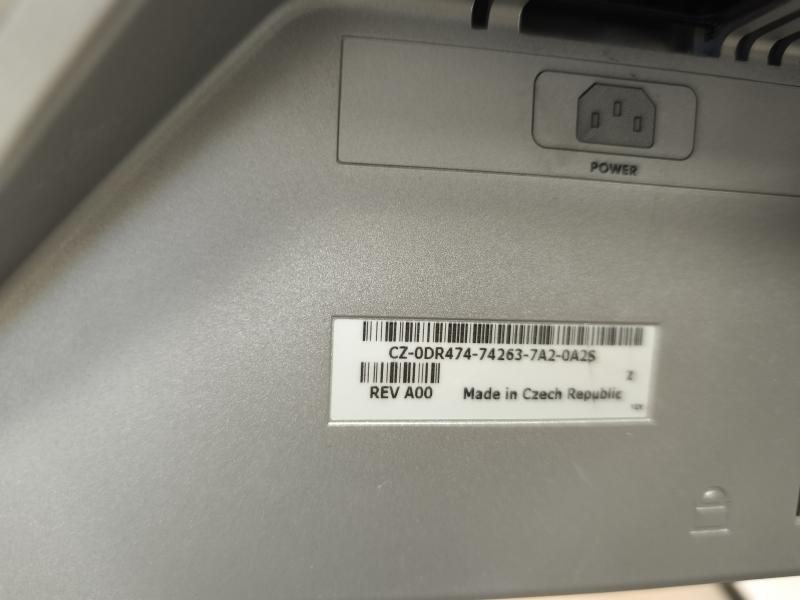 POWER
CZ-0DR474-74263-7A2-0A2S
REV A00
Z
Made in Czech Republic